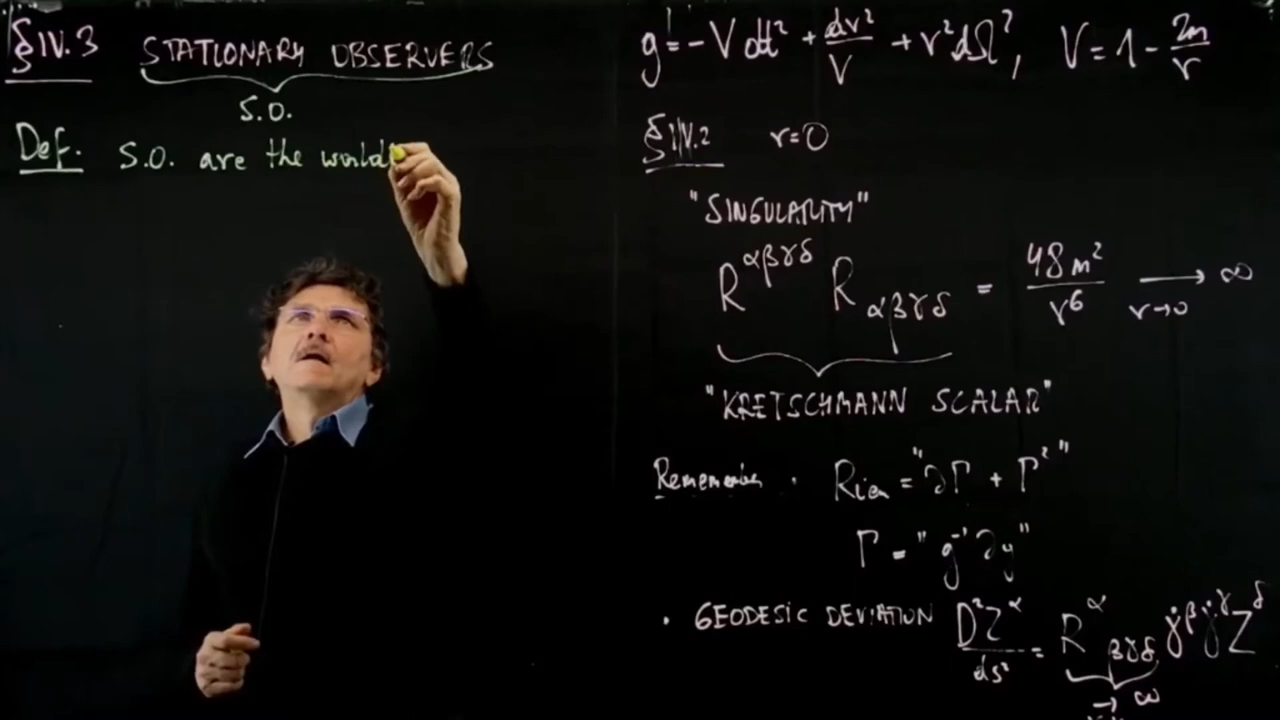 §IV.3 STATIONARY OBSERVERS
S.O.
Def. S.O. are the world
g = -V dt² + dr²/V + r²dΩ², V = 1 - 2m/r
§IV.2 r=0
"SINGULARITY"
R^αβγδ R_αβγδ = 48m²/r⁶ ⟶ ∞
r→0
"KRETSCHMANN SCALAR"
Remember · Riem = "∂Γ + Γ²"
Γ = "g⁻¹∂g"
· GEODESIC DEVIATION D²Z^α/ds² = R^α_βγδ γ̇^β γ̇^γ Z^δ
→ ∞